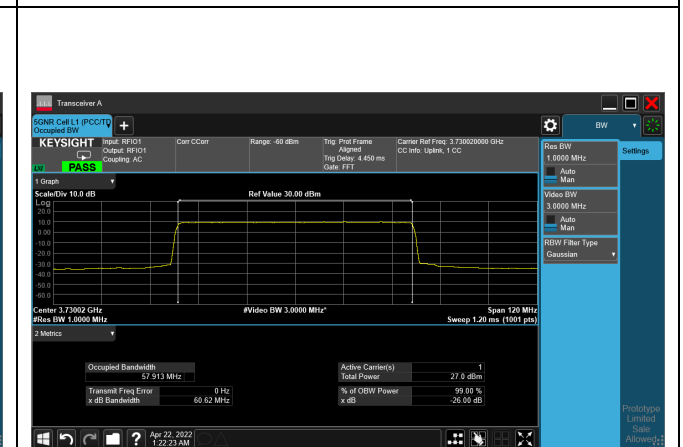 Transceiver A
5GNR Cell L1 (PCC/TD
Occupied BW
+
BW
KEYSIGHT
Input: RFIO1
Output: RFIO1
Coupling: AC
Corr CCorr
Range: -60 dBm
Trig: Prot Frame
Aligned
Trig Delay: 4.450 ms
Gate: FFT
Carrier Ref Freq: 3.730020000 GHz
CC Info: Uplink, 1 CC
PASS
1 Graph
Scale/Div 10.0 dB
Ref Value 30.00 dBm
Log
20.0
10.0
0.00
-10.0
-20.0
-30.0
-40.0
-50.0
-60.0
Center 3.73002 GHz
#Video BW 3.0000 MHz*
Span 120 MHz
#Res BW 1.0000 MHz
Sweep 1.20 ms (1001 pts)
2 Metrics
Occupied Bandwidth
57.913 MHz
Active Carrier(s) 1
Total Power 27.0 dBm
Transmit Freq Error 0 Hz
x dB Bandwidth 60.62 MHz
% of OBW Power 99.00 %
x dB -26.00 dB
Res BW
1.0000 MHz
Auto
Man
Video BW
3.0000 MHz
Auto
Man
RBW Filter Type
Gaussian
Settings
Prototype
Limited
Sale
Allowed
?
Apr 22, 2022
1:22:23 AM